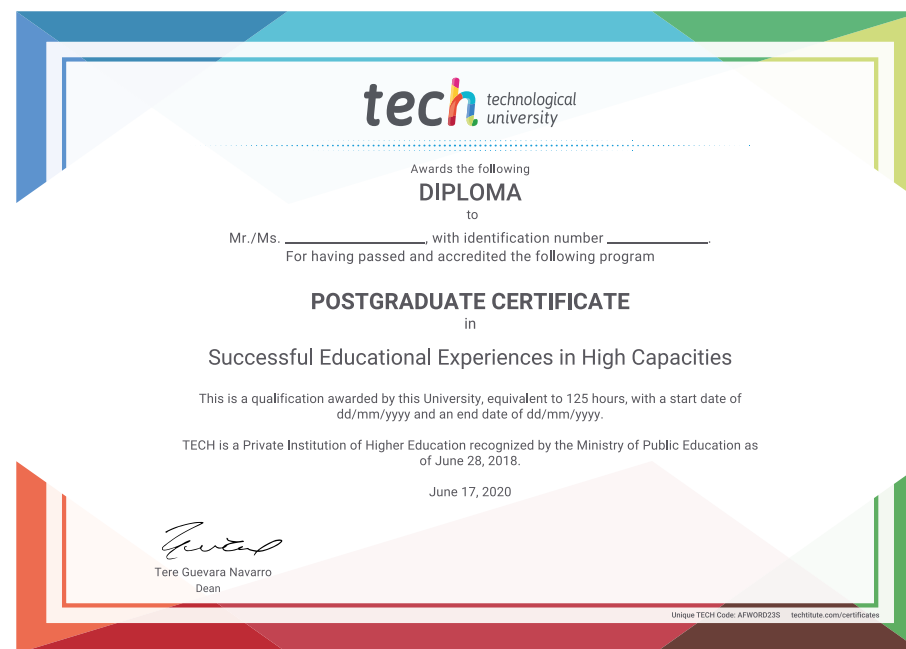 tech technological
university
Awards the following
DIPLOMA
to
Mr./Ms. ____________________, with identification number ______________.
For having passed and accredited the following program
POSTGRADUATE CERTIFICATE
in
Successful Educational Experiences in High Capacities
This is a qualification awarded by this University, equivalent to 125 hours, with a start date of
dd/mm/yyyy and an end date of dd/mm/yyyy.
TECH is a Private Institution of Higher Education recognized by the Ministry of Public Education as
of June 28, 2018.
June 17, 2020
Tere Guevara Navarro
Dean
Unique TECH Code: AFWORD23S techtitute.com/certificates